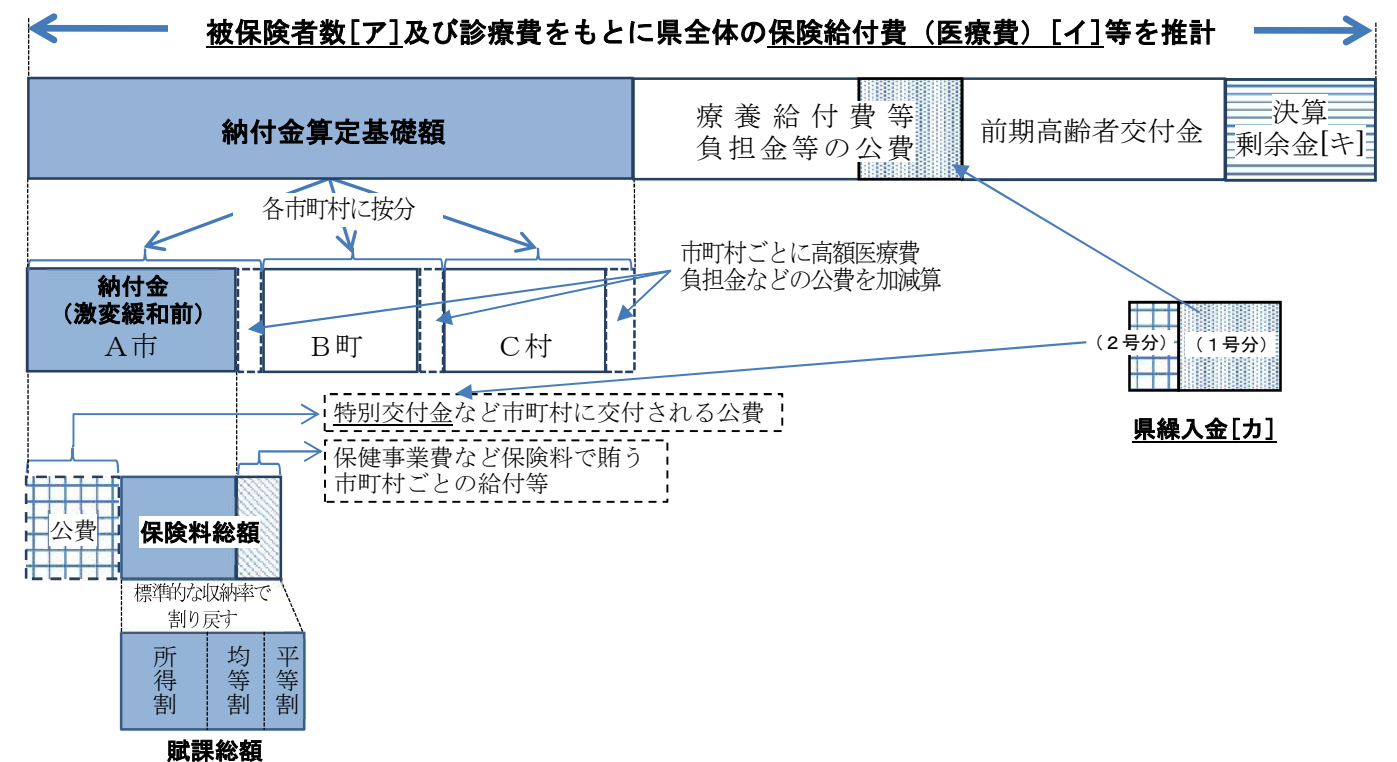 被保険者数[ア]及び診療費をもとに県全体の保険給付費（医療費）[イ]等を推計
納付金算定基礎額
療養給付費等
負担金等の公費
前期高齢者交付金
決算
剰余金[キ]
各市町村に按分
市町村ごとに高額医療費
負担金などの公費を加減算
納付金
（激変緩和前）
Ａ市
Ｂ町
Ｃ村
（２号分）
（１号分）
県繰入金[カ]
特別交付金など市町村に交付される公費
保健事業費など保険料で賄う
市町村ごとの給付等
公費
保険料総額
標準的な収納率で
割り戻す
所得割
均等割
平等割
賦課総額